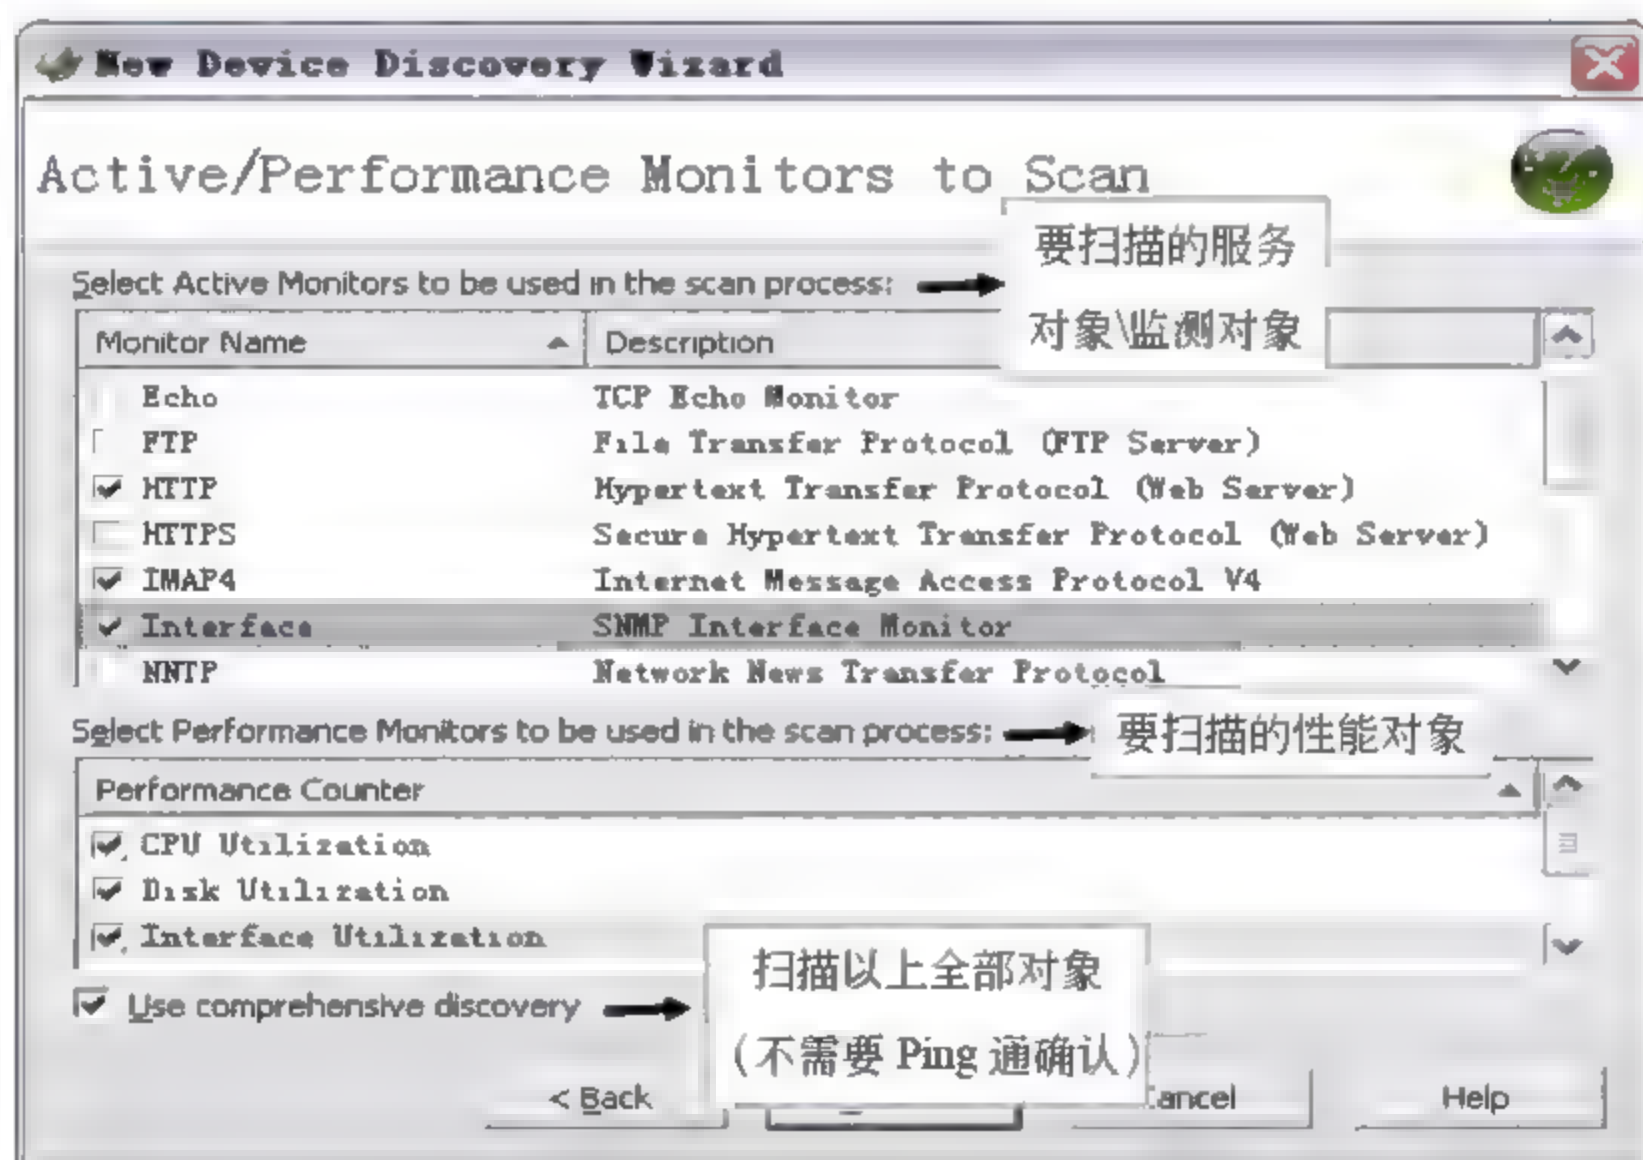 New Device Discovery Wizard
Active/Performance Monitors to Scan
Select Active Monitors to be used in the scan process:
要扫描的服务
对象\监测对象
Monitor Name Description
Echo TCP Echo Monitor
FTP File Transfer Protocol (FTP Server)
HTTP Hypertext Transfer Protocol (Web Server)
HTTPS Secure Hypertext Transfer Protocol (Web Server)
IMAP4 Internet Message Access Protocol V4
Interface SNMP Interface Monitor
NNTP Network News Transfer Protocol
Select Performance Monitors to be used in the scan process: 要扫描的性能对象
Performance Counter
CPU Utilization
Disk Utilization
Interface Utilization
Use comprehensive discovery
扫描以上全部对象
(不需要 Ping 通确认)
< Back ancel Help